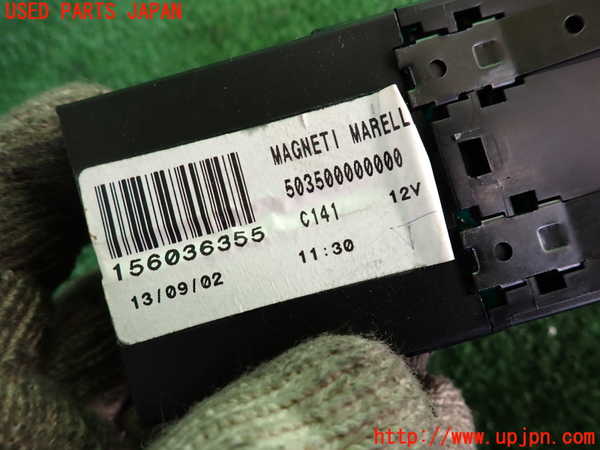 USED PARTS JAPAN
MAGNETI MARELL
503500000000
C141 12V
11:30
156036355
13/09/02
http://www.upjpn.com/